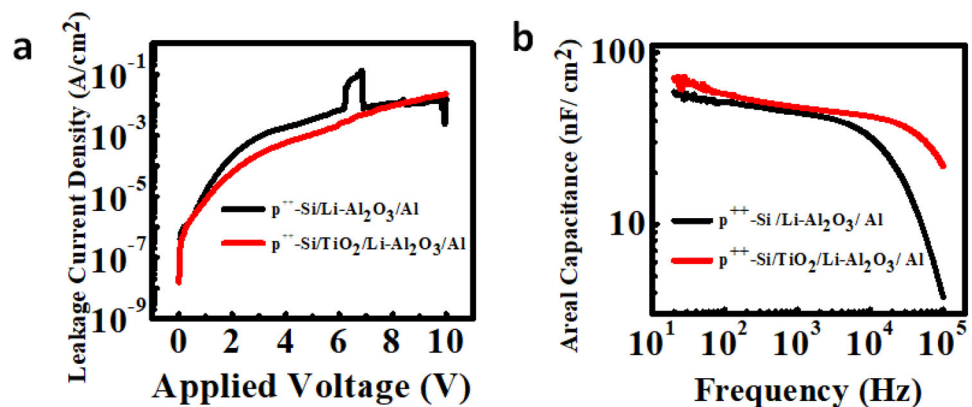 a
Leakage Current Density (A/cm²)
10⁻¹
10⁻³
10⁻⁵
10⁻⁷
10⁻⁹
p⁺⁺-Si/Li-Al₂O₃/Al
p⁺⁺-Si/TiO₂/Li-Al₂O₃/Al
0 2 4 6 8 10
Applied Voltage (V)
b
Areal Capacitance (nF/ cm²)
100
10
p⁺⁺-Si /Li-Al₂O₃/ Al
p⁺⁺-Si/TiO₂/Li-Al₂O₃/ Al
10¹ 10² 10³ 10⁴ 10⁵
Frequency (Hz)